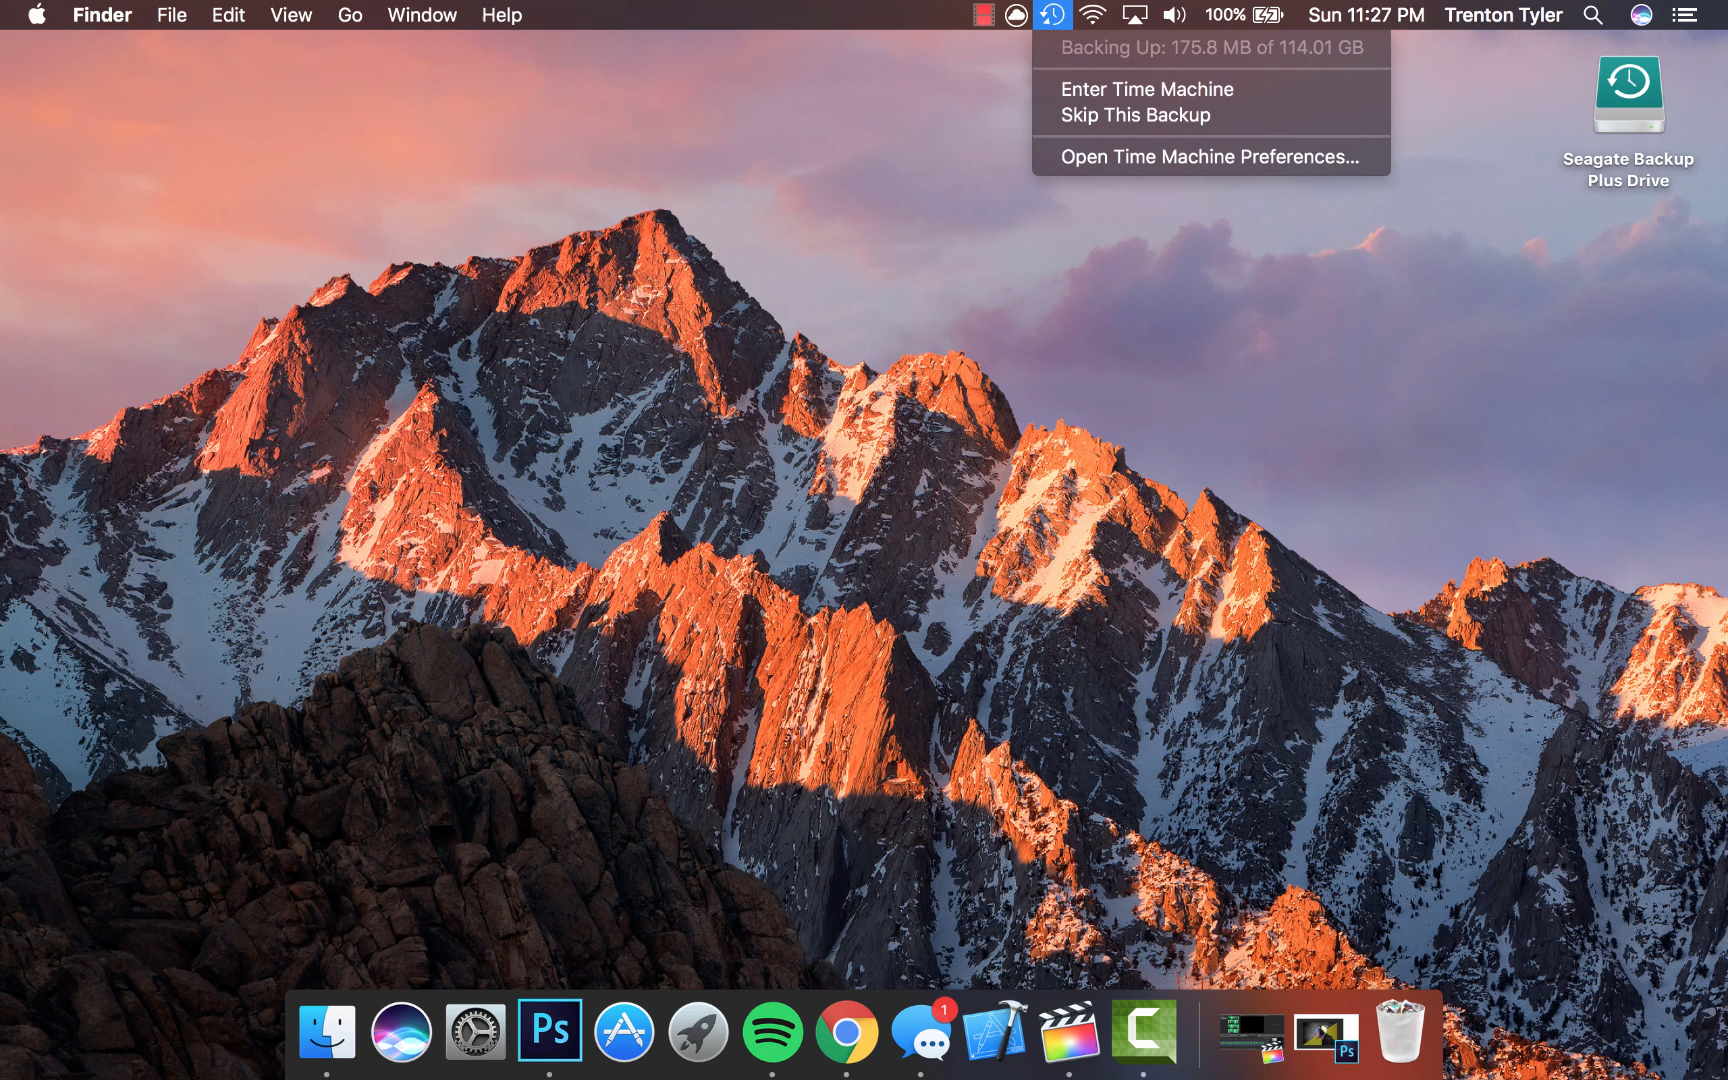 Finder File Edit View Go Window Help 100% Sun 11:27 PM Trenton Tyler
Backing Up: 175.8 MB of 114.01 GB
Enter Time Machine
Skip This Backup
Open Time Machine Preferences...
Seagate Backup
Plus Drive
Ps
1
C
Ps